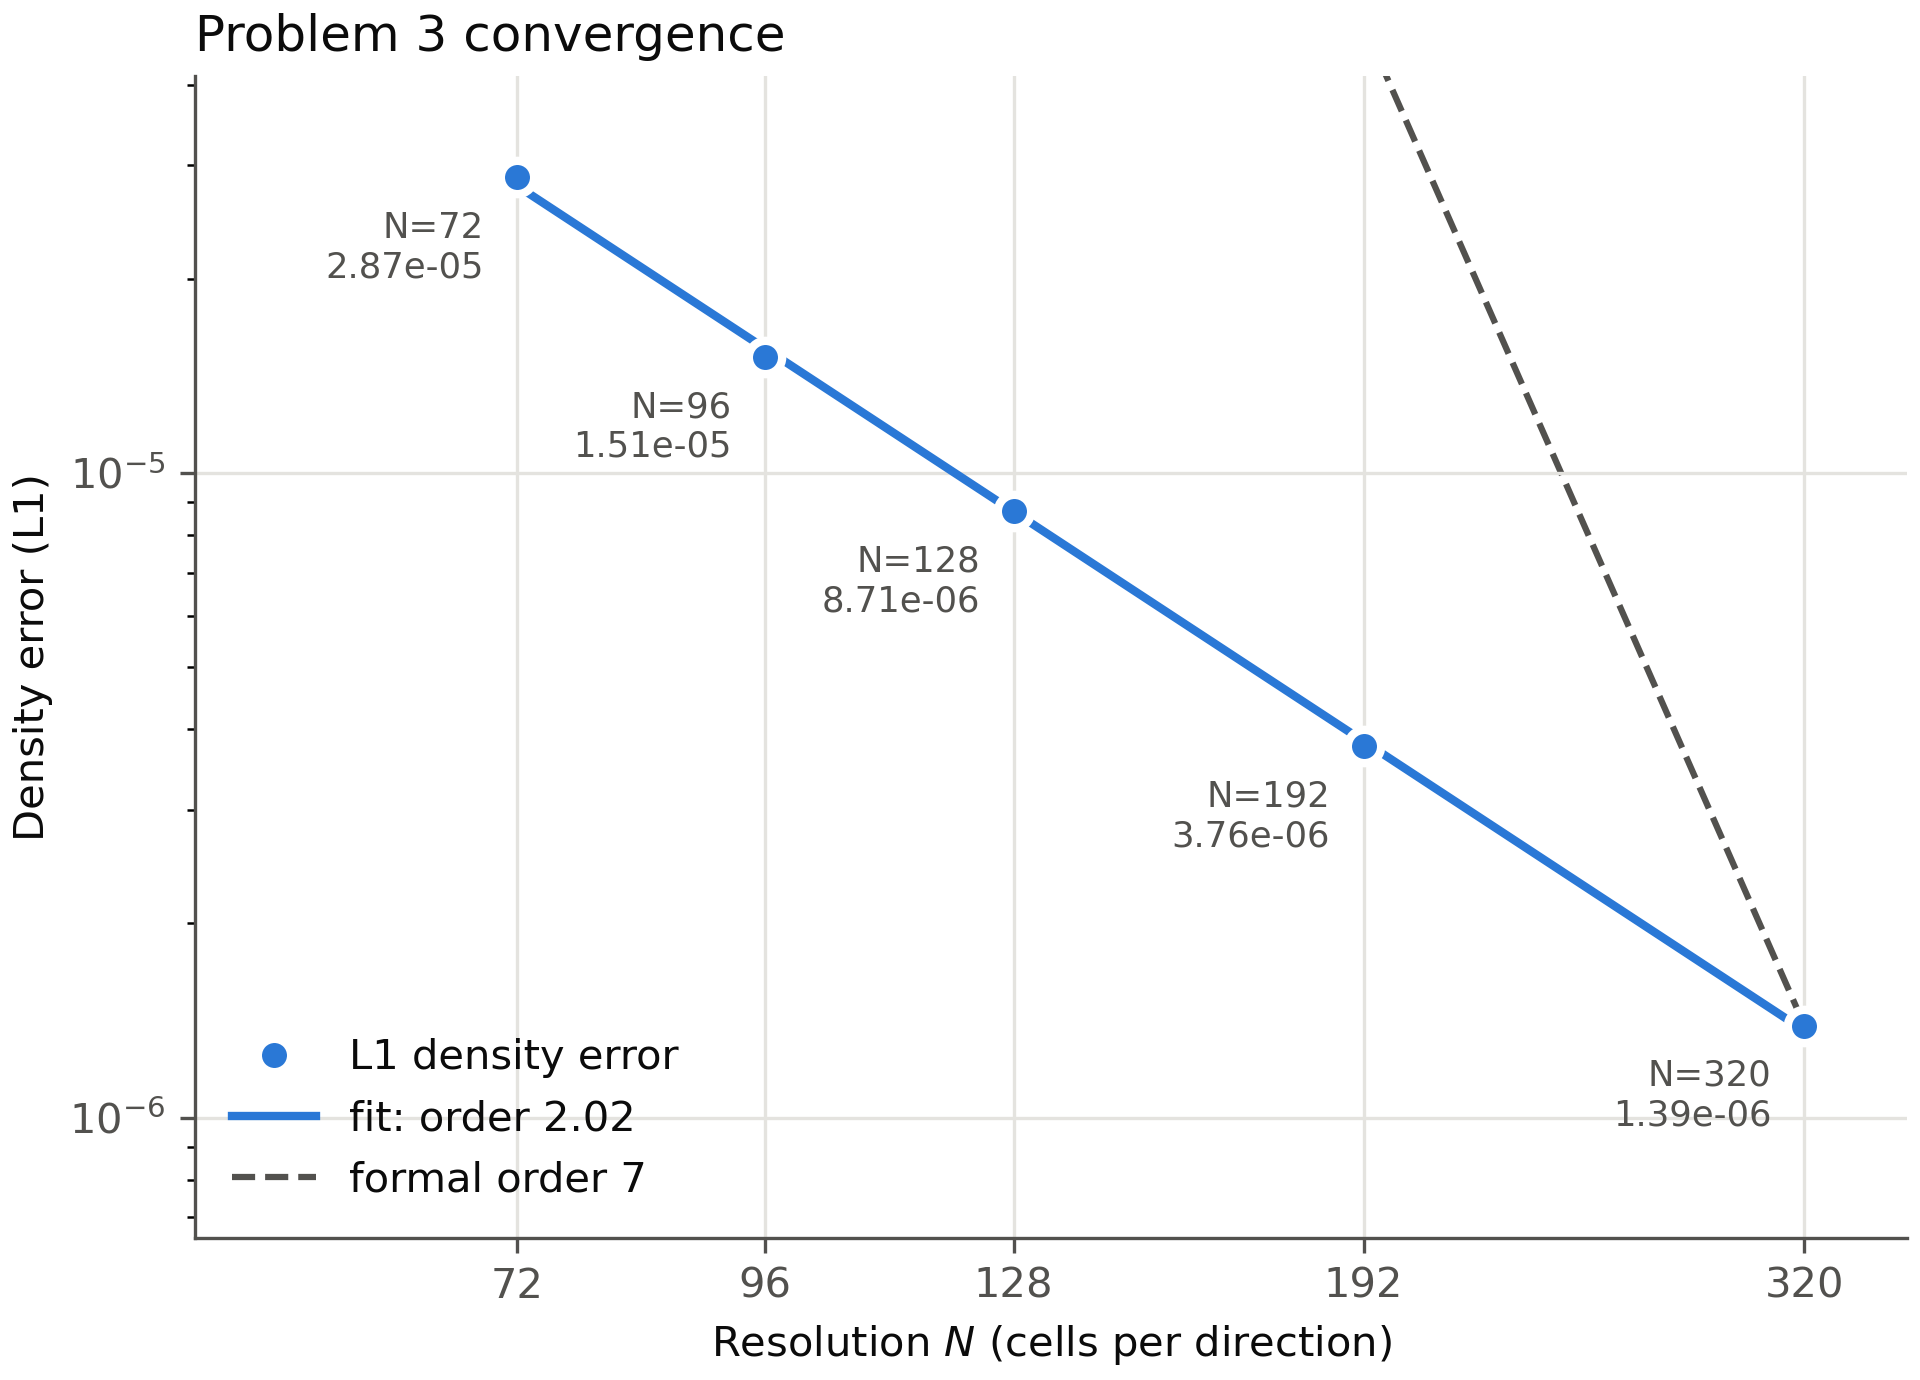 Problem 3 convergence
Density error (L1)
10⁻⁵
10⁻⁶
N=72
2.87e-05
N=96
1.51e-05
N=128
8.71e-06
N=192
3.76e-06
N=320
1.39e-06
L1 density error
fit: order 2.02
formal order 7
72
96
128
192
320
Resolution N (cells per direction)